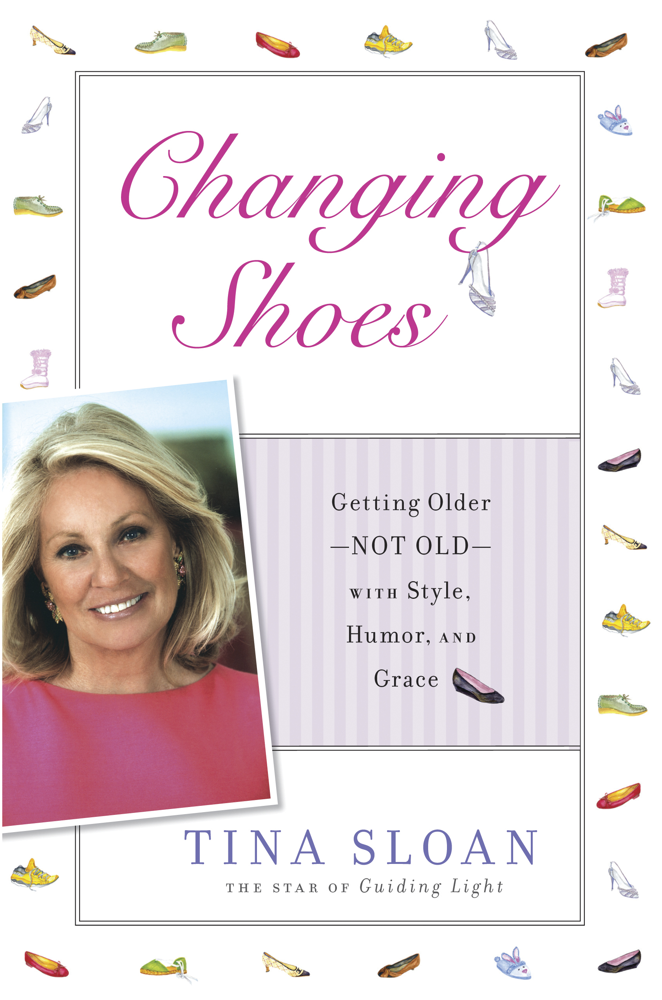 Changing
Shoes
Getting Older
—NOT OLD—
WITH Style,
Humor, AND
Grace
TINA SLOAN
THE STAR OF Guiding Light